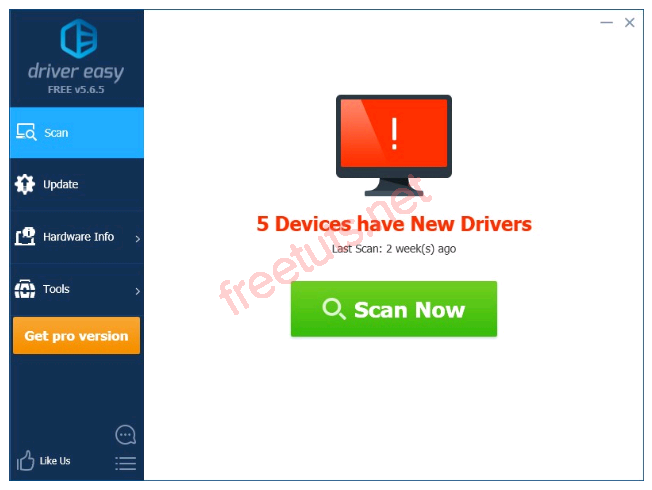 driver easy
FREE v5.6.5
Scan
Update
Hardware Info
Tools
Get pro version
Like Us
!
5 Devices have New Drivers
Last Scan: 2 week(s) ago
Scan Now
freetuts.net